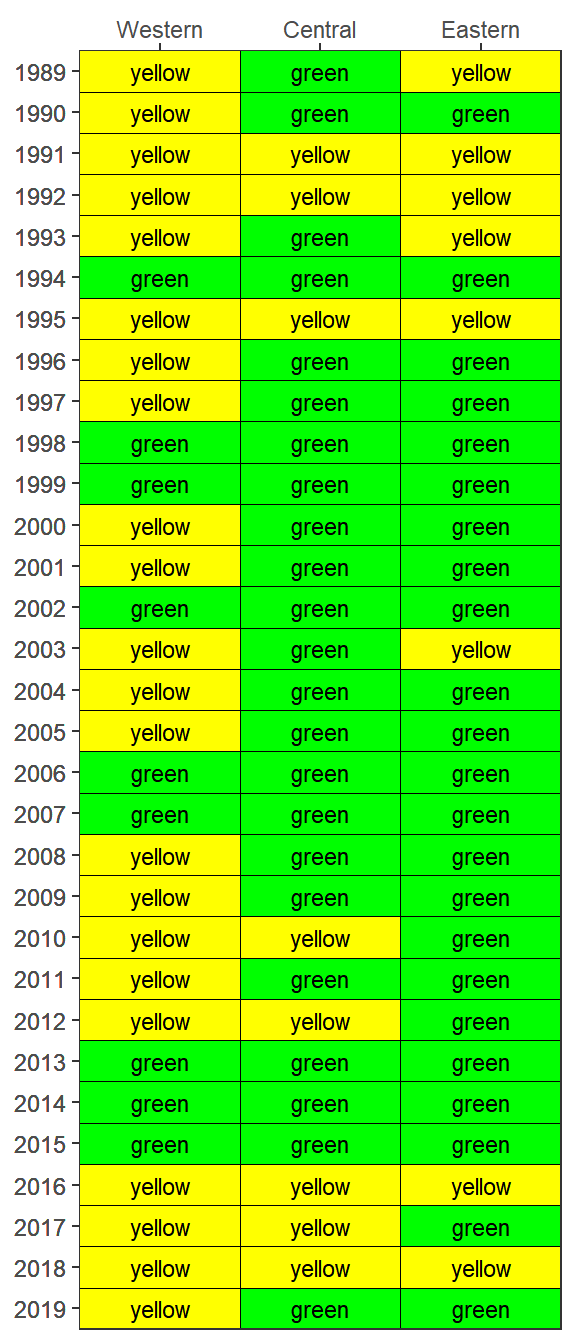 Western Central Eastern
1989 yellow green yellow
1990 yellow green green
1991 yellow yellow yellow
1992 yellow yellow yellow
1993 yellow green yellow
1994 green green green
1995 yellow yellow yellow
1996 yellow green green
1997 yellow green green
1998 green green green
1999 green green green
2000 yellow green green
2001 yellow green green
2002 green green green
2003 yellow green yellow
2004 yellow green green
2005 yellow green green
2006 green green green
2007 green green green
2008 yellow green green
2009 yellow green green
2010 yellow yellow green
2011 yellow green green
2012 yellow yellow green
2013 green green green
2014 green green green
2015 green green green
2016 yellow yellow yellow
2017 yellow yellow green
2018 yellow yellow yellow
2019 yellow green green